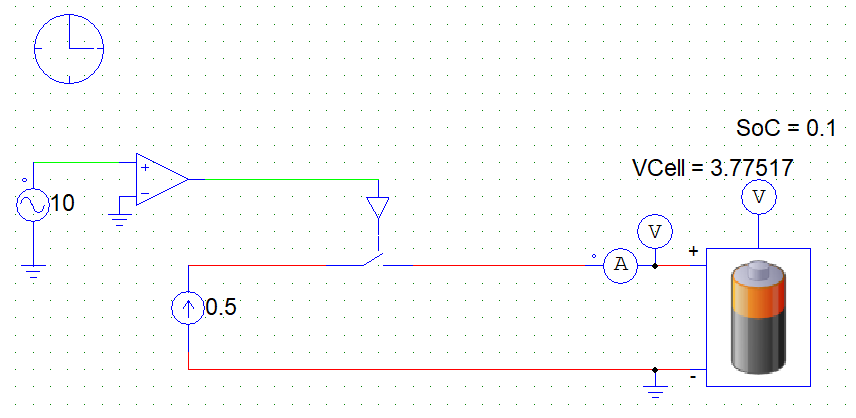 SoC = 0.1
VCell = 3.77517
V
+
−
10
V
A
+
0.5
-